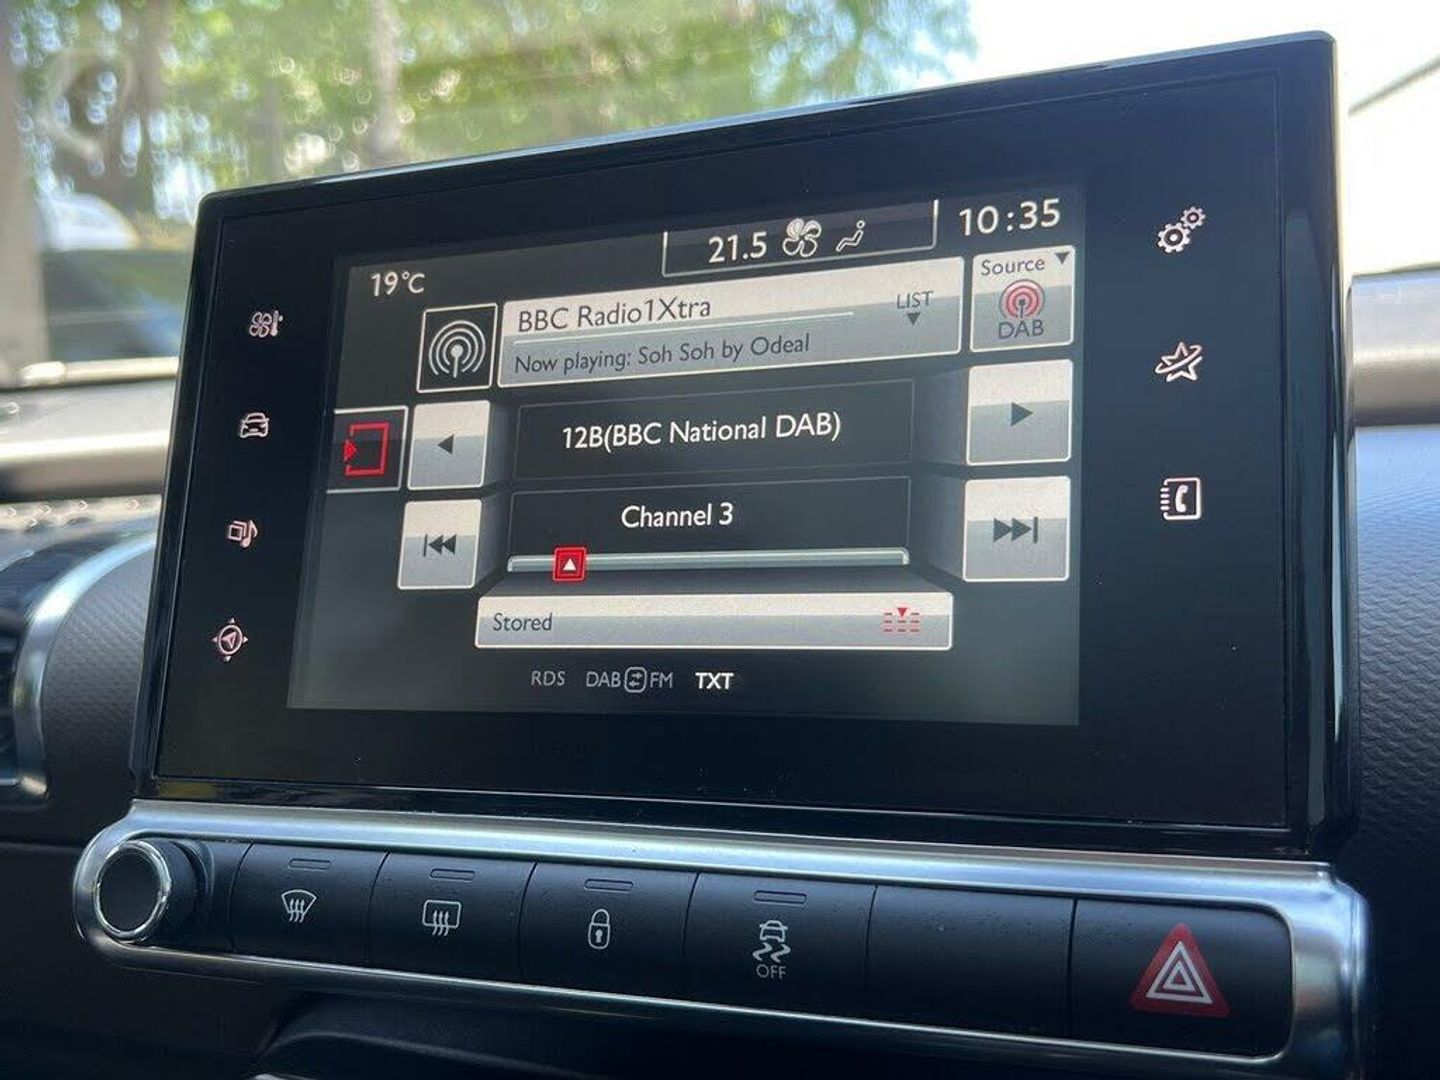 19°C
21.5
10:35
BBC Radio1Xtra
LIST
Source
Now playing: Soh Soh by Odeal
DAB
12B(BBC National DAB)
Channel 3
Stored
RDS DAB FM TXT
OFF